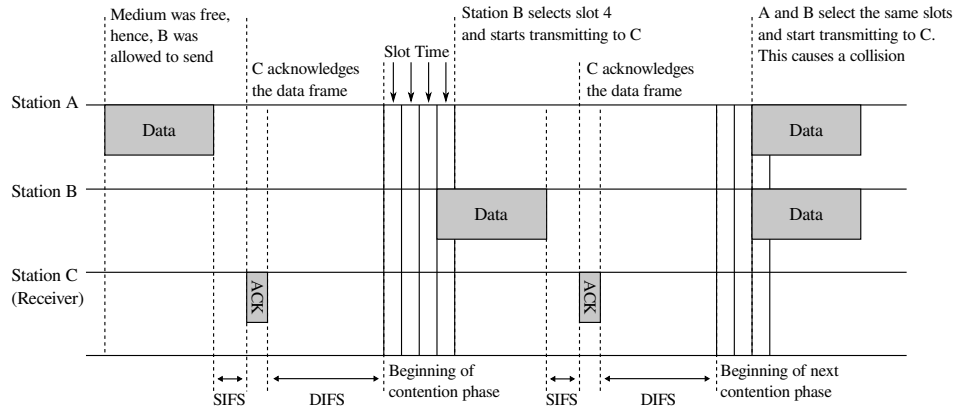 Medium was free,
hence, B was
allowed to send
C acknowledges
the data frame
Slot Time
Station B selects slot 4
and starts transmitting to C
C acknowledges
the data frame
A and B select the same slots
and start transmitting to C.
This causes a collision
Station A
Data
Data
Station B
Data
Data
Station C
(Receiver)
ACK
ACK
SIFS
DIFS
Beginning of
contention phase
SIFS
DIFS
Beginning of next
contention phase